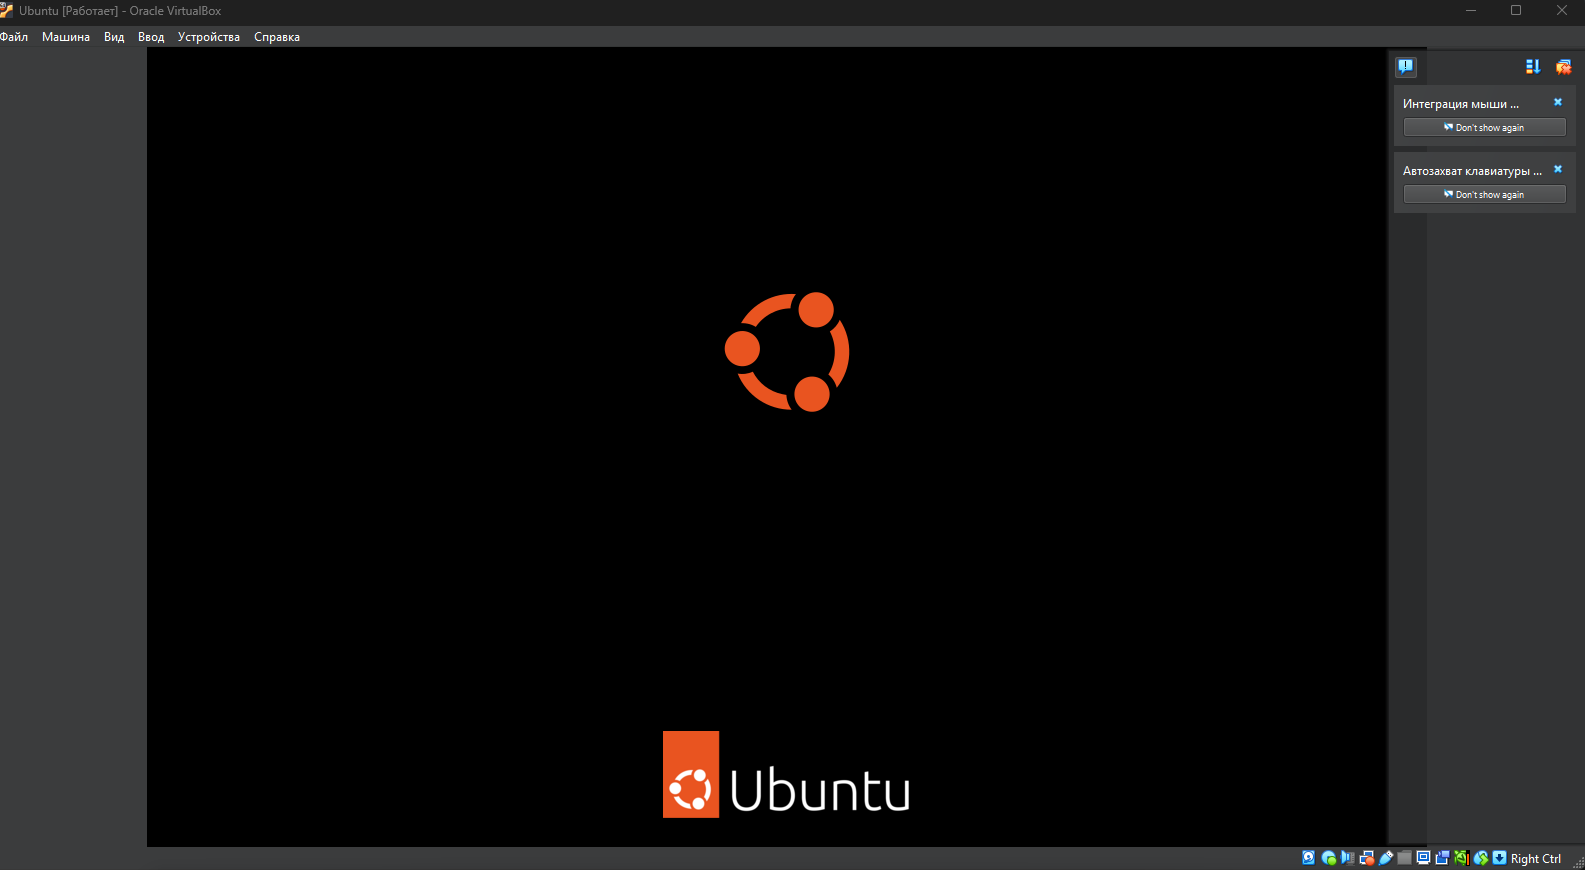 Ubuntu [Работает] - Oracle VirtualBox
Файл Машина Вид Ввод Устройства Справка
Интеграция мыши ...
Don't show again
Автозахват клавиатуры ...
Don't show again
Ubuntu
Right Ctrl